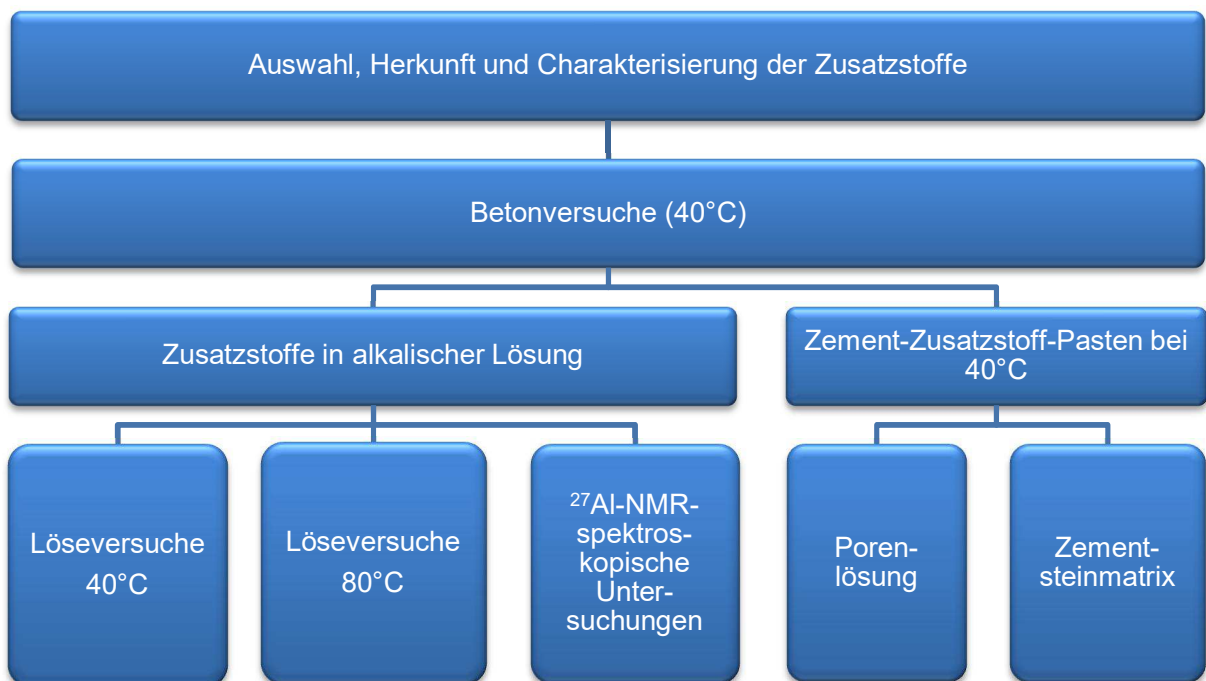 Auswahl, Herkunft und Charakterisierung der Zusatzstoffe
Betonversuche (40°C)
Zusatzstoffe in alkalischer Lösung
Zement-Zusatzstoff-Pasten bei
40°C
Löseversuche
40°C
Löseversuche
80°C
²⁷Al-NMR-
spektros-
kopische
Unter-
suchungen
Poren-
lösung
Zement-
steinmatrix